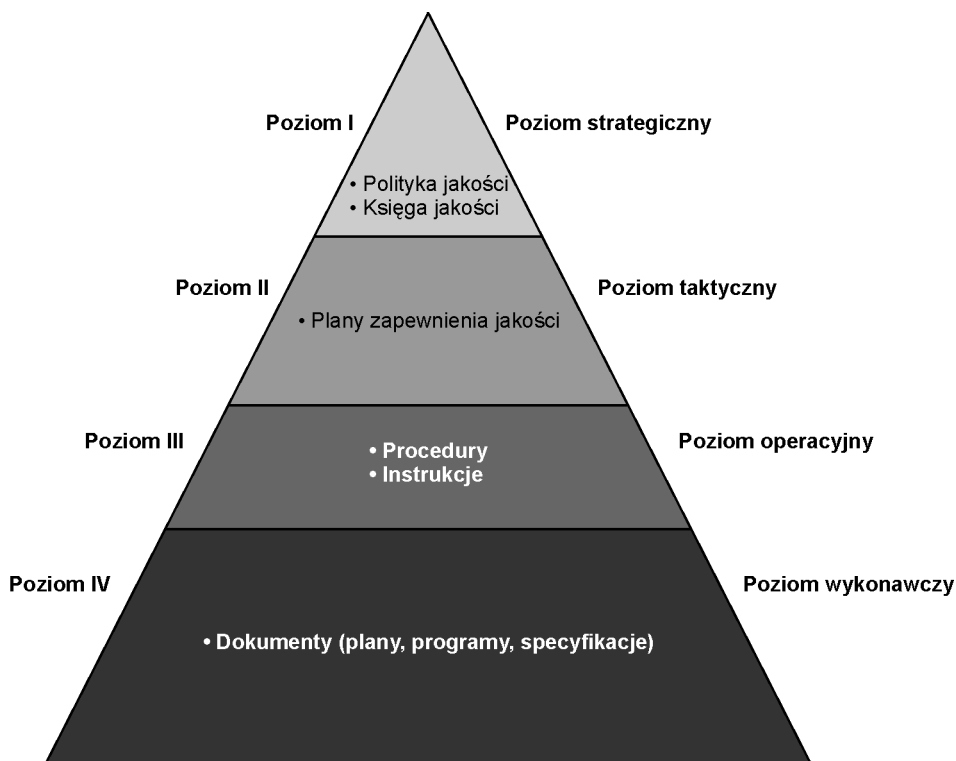 Poziom I
Poziom strategiczny
• Polityka jakości
• Księga jakości
Poziom II
Poziom taktyczny
• Plany zapewnienia jakości
Poziom III
Poziom operacyjny
• Procedury
• Instrukcje
Poziom IV
Poziom wykonawczy
• Dokumenty (plany, programy, specyfikacje)